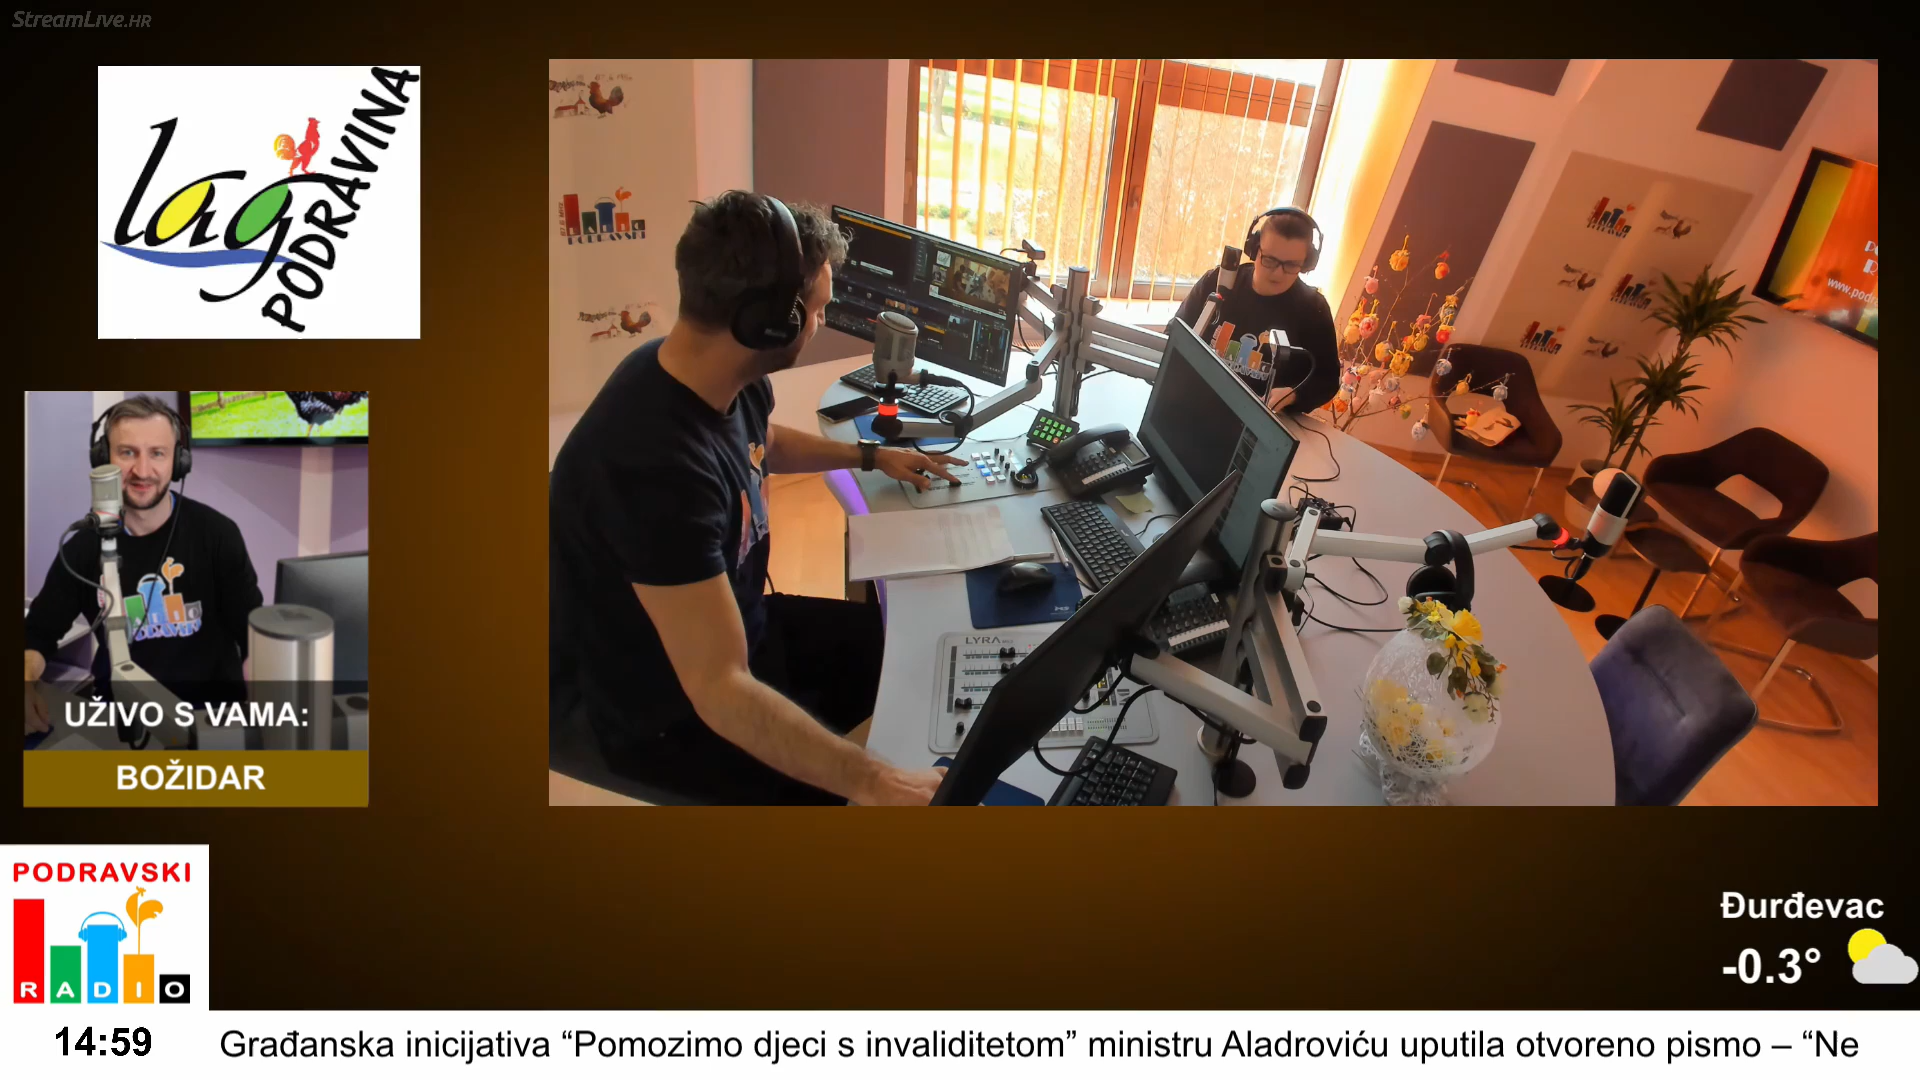 StreamLive.HR
lag
PODRAVINA
UŽIVO S VAMA:
BOŽIDAR
LYRA
PODRAVSKI
RADIO
Đurđevac
-0.3°
14:59
Građanska inicijativa “Pomozimo djeci s invaliditetom” ministru Aladroviću uputila otvoreno pismo – “Ne